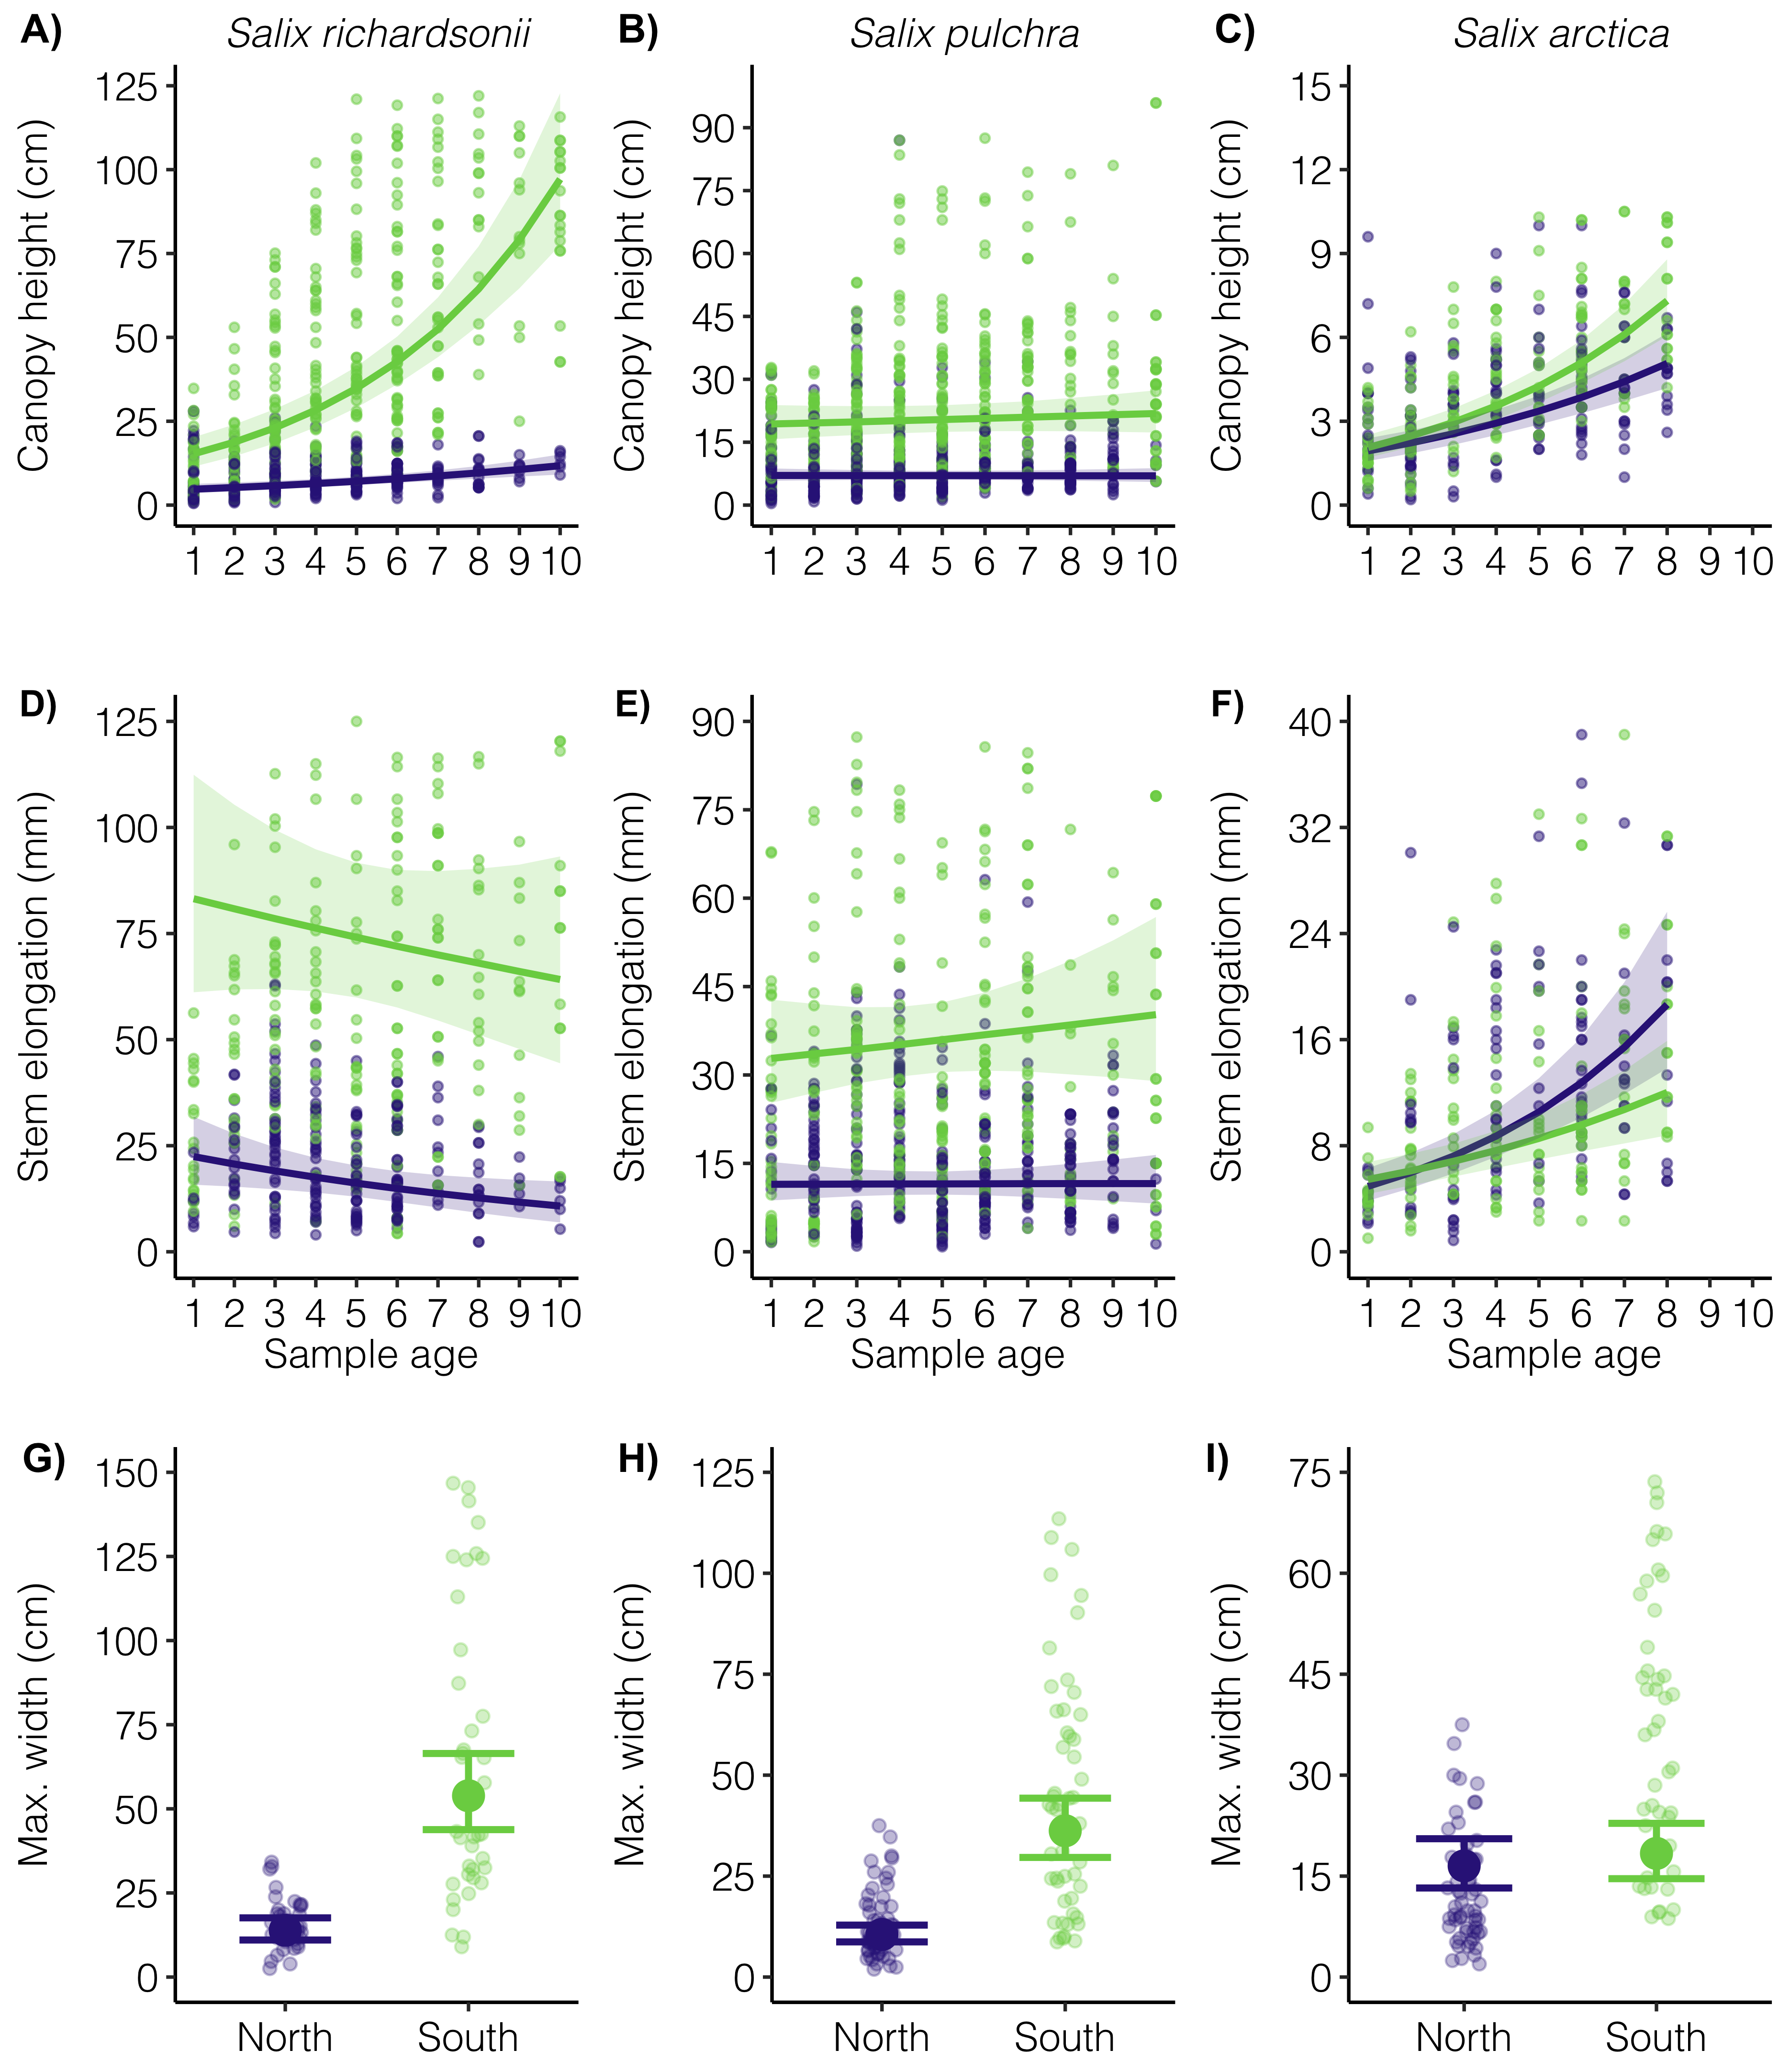 A) Salix richardsonii B) Salix pulchra C) Salix arctica
Canopy height (cm)
125
100
75
50
25
0
1 2 3 4 5 6 7 8 9 10
Canopy height (cm)
90
75
60
45
30
15
0
1 2 3 4 5 6 7 8 9 10
Canopy height (cm)
15
12
9
6
3
0
1 2 3 4 5 6 7 8 9 10
D)
Stem elongation (mm)
125
100
75
50
25
0
1 2 3 4 5 6 7 8 9 10
Sample age
E)
Stem elongation (mm)
90
75
60
45
30
15
0
1 2 3 4 5 6 7 8 9 10
Sample age
F)
Stem elongation (mm)
40
32
24
16
8
0
1 2 3 4 5 6 7 8 9 10
Sample age
G)
Max. width (cm)
150
125
100
75
50
25
0
North South
H)
Max. width (cm)
125
100
75
50
25
0
North South
I)
Max. width (cm)
75
60
45
30
15
0
North South